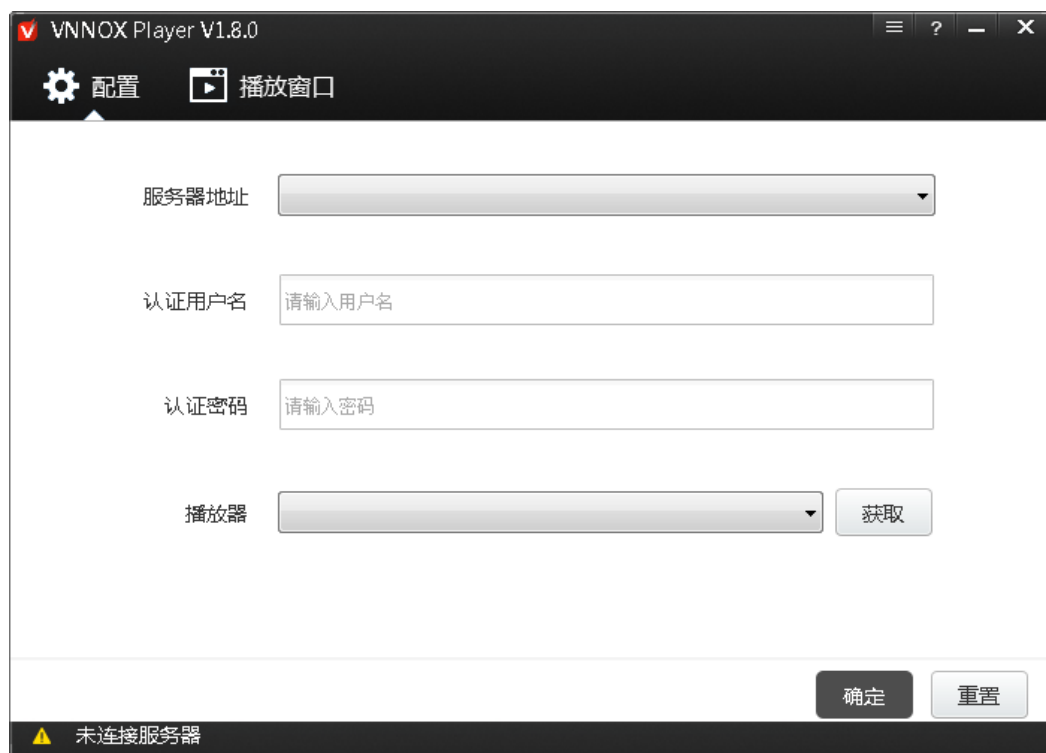 VNNOX Player V1.8.0 ?
配置 播放窗口
服务器地址
认证用户名 请输入用户名
认证密码 请输入密码
播放器 获取
确定 重置
未连接服务器